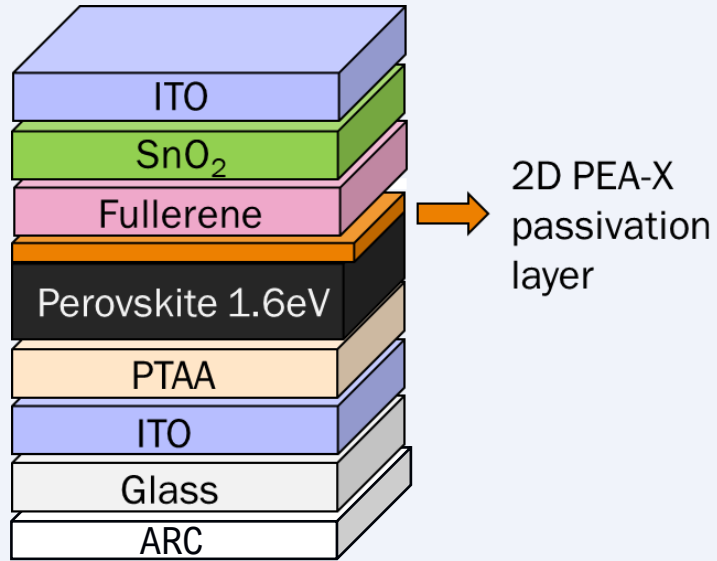 ITO
SnO₂
Fullerene
2D PEA-X
passivation
layer
Perovskite 1.6eV
PTAA
ITO
Glass
ARC